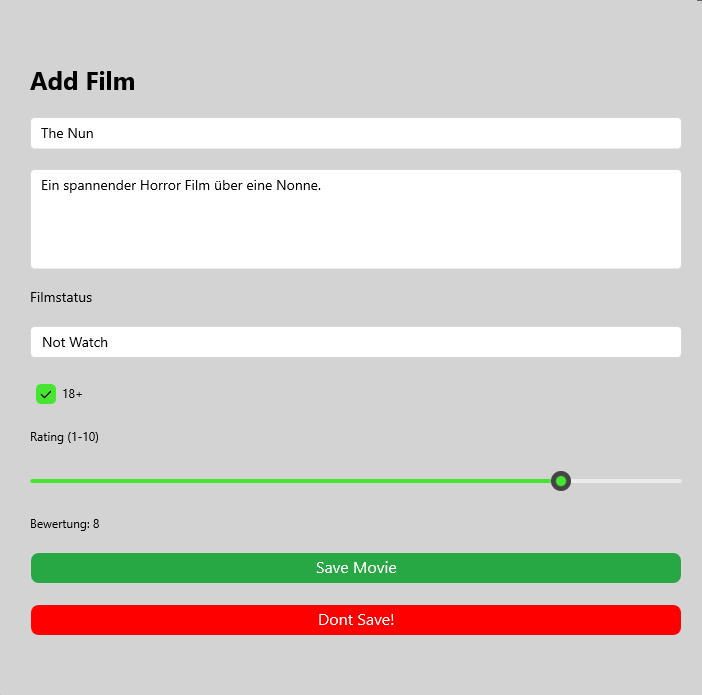 Add Film
The Nun
Ein spannender Horror Film über eine Nonne.
Filmstatus
Not Watch
18+
Rating (1-10)
Bewertung: 8
Save Movie
Dont Save!